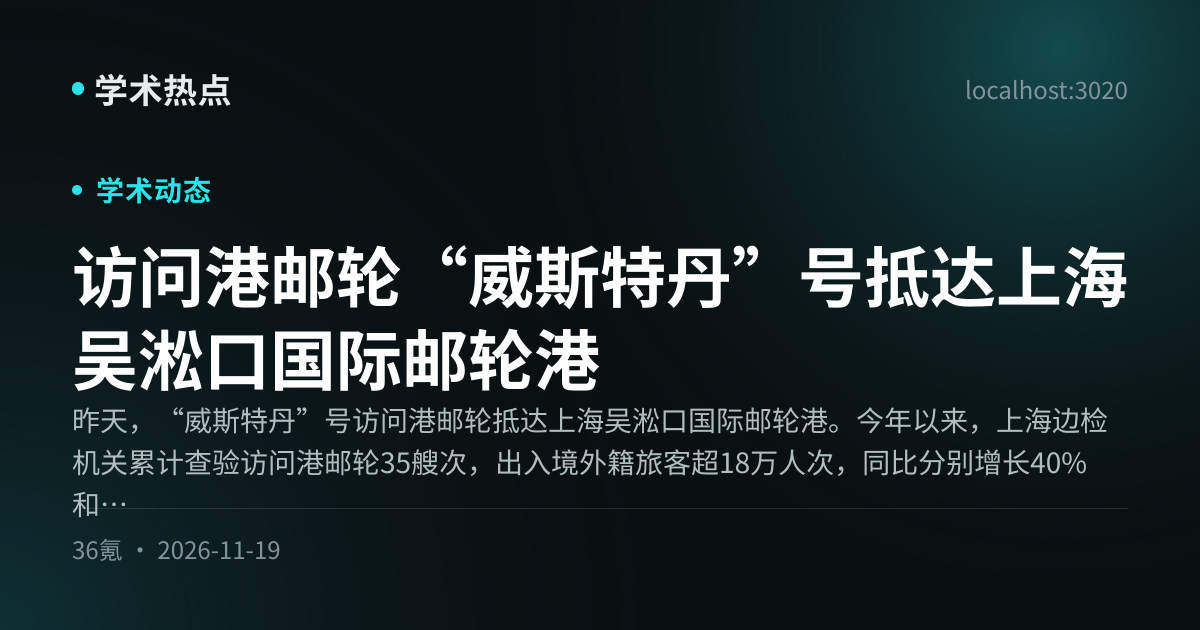 学术热点
localhost:3020
学术动态
访问港邮轮“威斯特丹”号抵达上海
吴淞口国际邮轮港
昨天，“威斯特丹”号访问港邮轮抵达上海吴淞口国际邮轮港。今年以来，上海边检
机关累计查验访问港邮轮35艘次，出入境外籍旅客超18万人次，同比分别增长40%
和…
36氪 · 2026-11-19